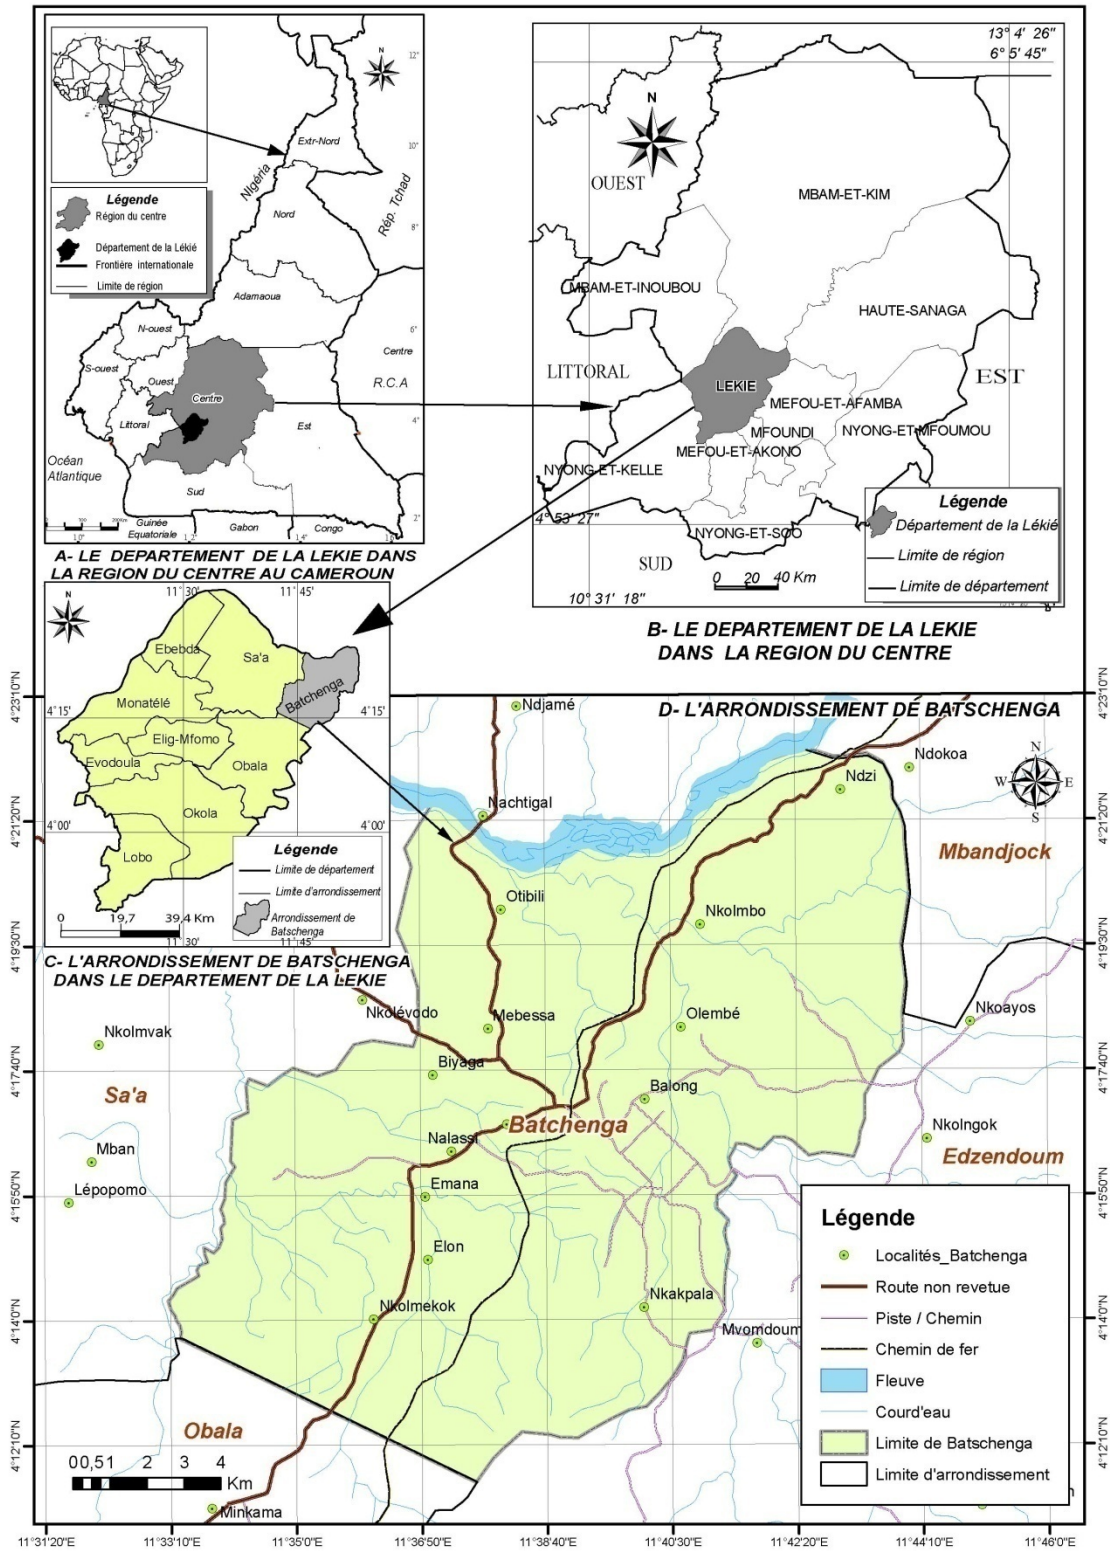 N
12°
Extr-Nord
10°
Nigéria
Rép. Tchad
Légende
Région du centre
Nord
8°
Département de la Lékié
Frontière internationale
Limite de région
Adamaoua
N-ouest
6°
S-ouest
Centre
Ouest
R.C.A
Centre
Littoral
Est
4°
Océan
Atlantique
Sud
Guinée
Equatoriale
Gabon
Congo
2°
A- LE DEPARTEMENT DE LA LEKIE DANS
LA REGION DU CENTRE AU CAMEROUN
13° 4' 26"
6° 5' 45"
N
OUEST
MBAM-ET-KIM
MBAM-ET-INOUBOU
HAUTE-SANAGA
LITTORAL
LEKIE
EST
MEFOU-ET-AFAMBA
MFOUNDI
NYONG-ET-MFOUMOU
MEFOU-ET-AKONO
NYONG-ET-KELLE
4° 53' 27"
NYONG-ET-SOO
SUD
0 20 40 Km
10° 31' 18"
Légende
Département de la Lékié
Limite de région
Limite de département
B- LE DEPARTEMENT DE LA LEKIE
DANS LA REGION DU CENTRE
11°30'
11°45'
N
Ebebda
Sa'a
Batchenga
Monatélé
4°15'
4°15'
Elig-Mfomo
Evodoula
Obala
Okola
4°00'
4°00'
Lobo
Légende
Limite de département
Limite d'arrondissement
Arrondissement de
Batschenga
0 19,7 39,4 Km
11°30'
11°45'
C- L'ARRONDISSEMENT DE BATSCHENGA
DANS LE DEPARTEMENT DE LA LEKIE
4°23'10"N
4°23'10"N
D- L'ARRONDISSEMENT DE BATSCHENGA
Ndjamé
Ndokoa
N
W E
S
Ndzi
Nachtigal
4°21'20"N
4°21'20"N
Mbandjock
Otibili
Nkolmbo
4°19'30"N
4°19'30"N
Nkolévodo
Mebessa
Olembé
Nkoayos
Nkolmvak
4°17'40"N
4°17'40"N
Biyaga
Balong
Sa'a
Batchenga
Nkolngok
Nalassi
Mban
Edzendoum
Lépopomo
Emana
4°15'50"N
4°15'50"N
Elon
Nkakpala
Nkolmekok
Mvomdoum
4°14'0"N
4°14'0"N
Obala
4°12'10"N
4°12'10"N
0 0,5 1 2 3 4
Km
Minkama
Légende
Localités_Batchenga
Route non revetue
Piste / Chemin
Chemin de fer
Fleuve
Courd'eau
Limite de Batschenga
Limite d'arrondissement
11°31'20"E
11°33'10"E
11°35'0"E
11°36'50"E
11°38'40"E
11°40'30"E
11°42'20"E
11°44'10"E
11°46'0"E